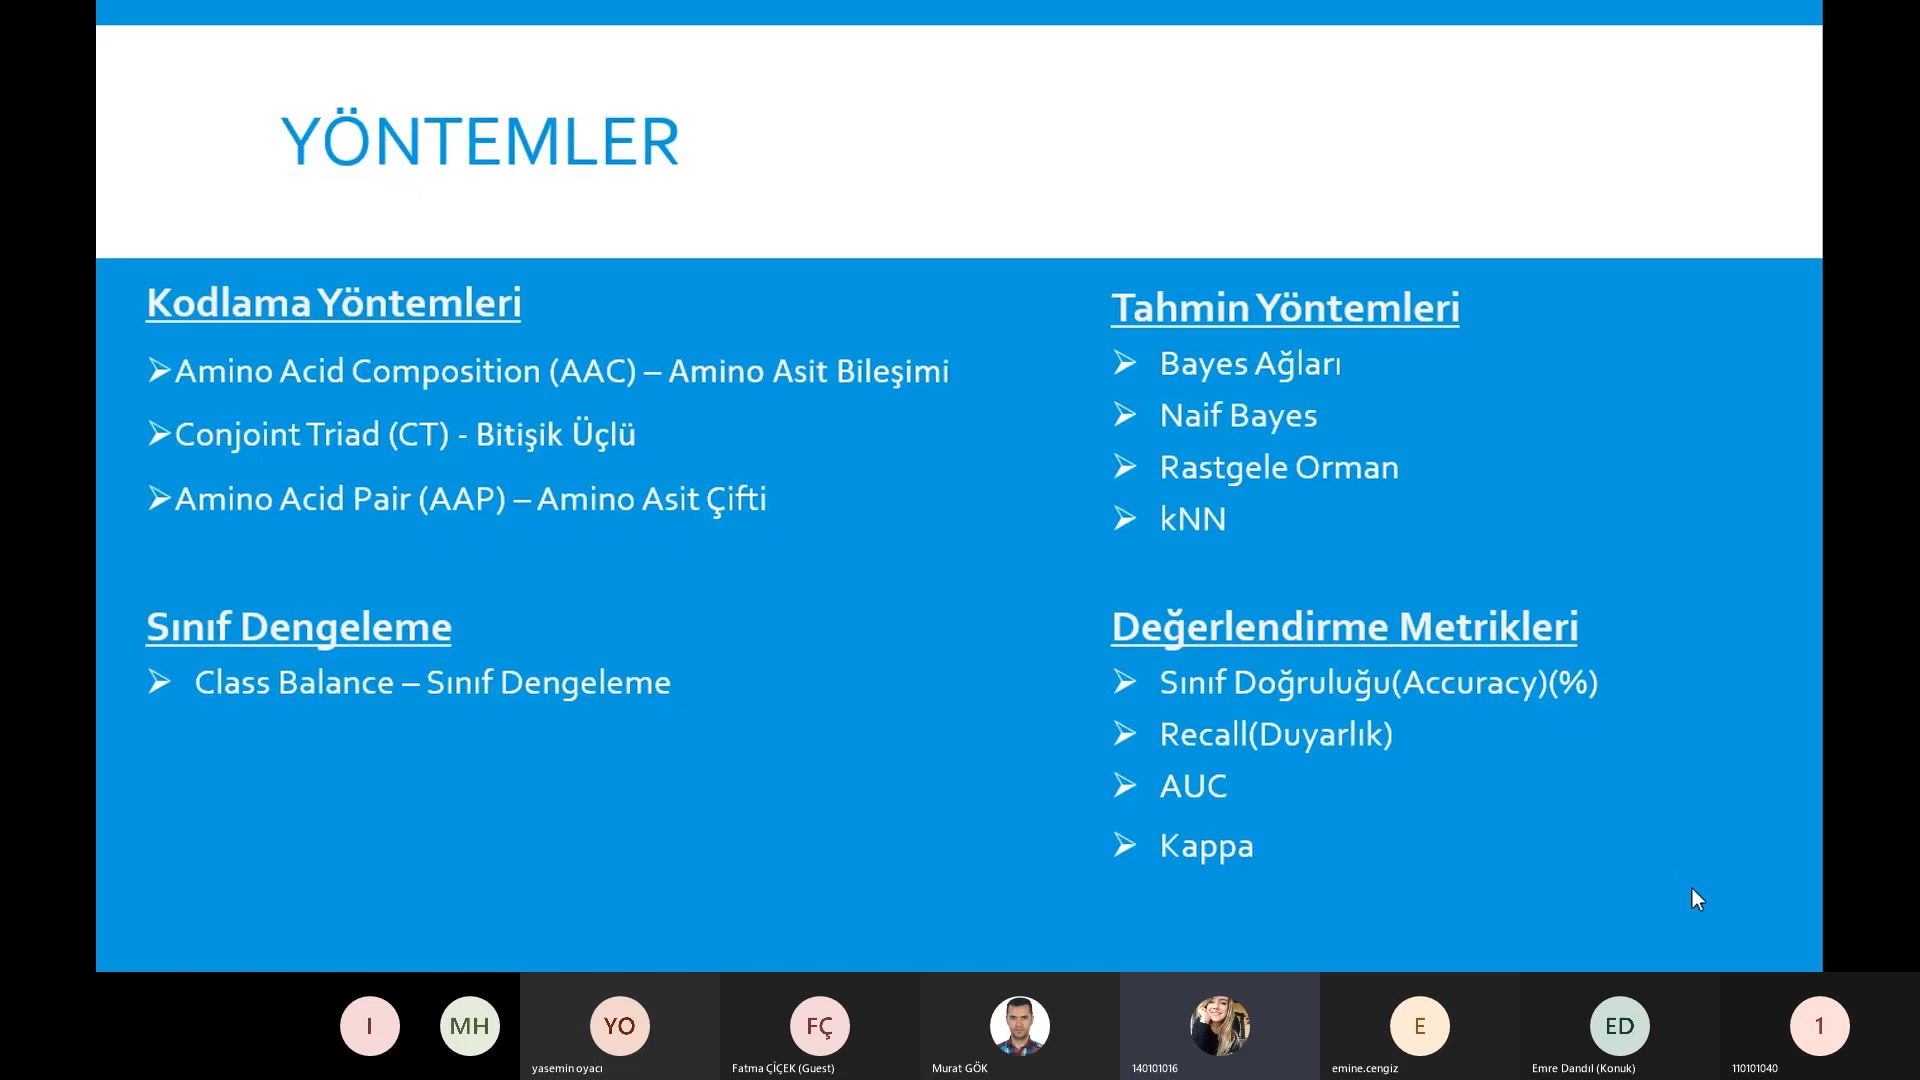 YÖNTEMLER
Kodlama Yöntemleri
➢Amino Acid Composition (AAC) – Amino Asit Bileşimi
➢Conjoint Triad (CT) - Bitişik Üçlü
➢Amino Acid Pair (AAP) – Amino Asit Çifti
Sınıf Dengeleme
➢ Class Balance – Sınıf Dengeleme
Tahmin Yöntemleri
➢ Bayes Ağları
➢ Naif Bayes
➢ Rastgele Orman
➢ kNN
Değerlendirme Metrikleri
➢ Sınıf Doğruluğu(Accuracy)(%)
➢ Recall(Duyarlık)
➢ AUC
➢ Kappa
I
MH
YO
FÇ
E
ED
1
yasemin oyacı
Fatma ÇİÇEK (Guest)
Murat GÖK
140101016
emine.cengiz
Emre Dandıl (Konuk)
110101040